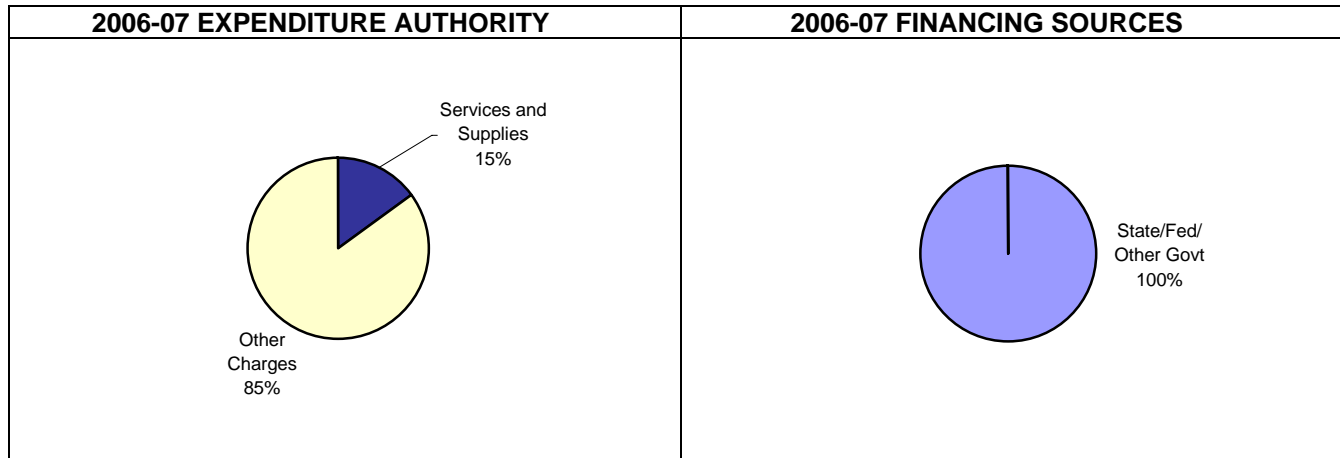 2006-07 EXPENDITURE AUTHORITY
2006-07 FINANCING SOURCES
Services and
Supplies
15%
Other
Charges
85%
State/Fed/
Other Govt
100%